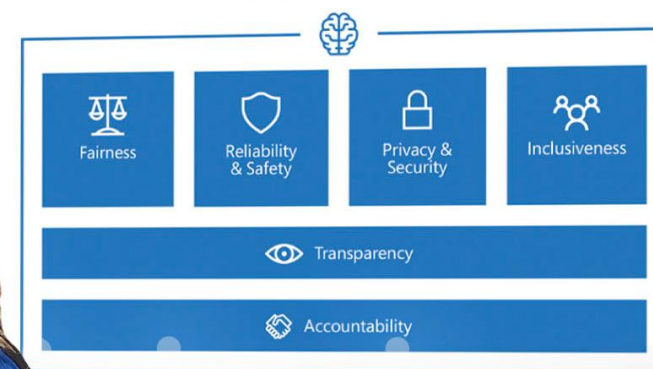 Fairness
Reliability
& Safety
Privacy &
Security
Inclusiveness
Transparency
Accountability